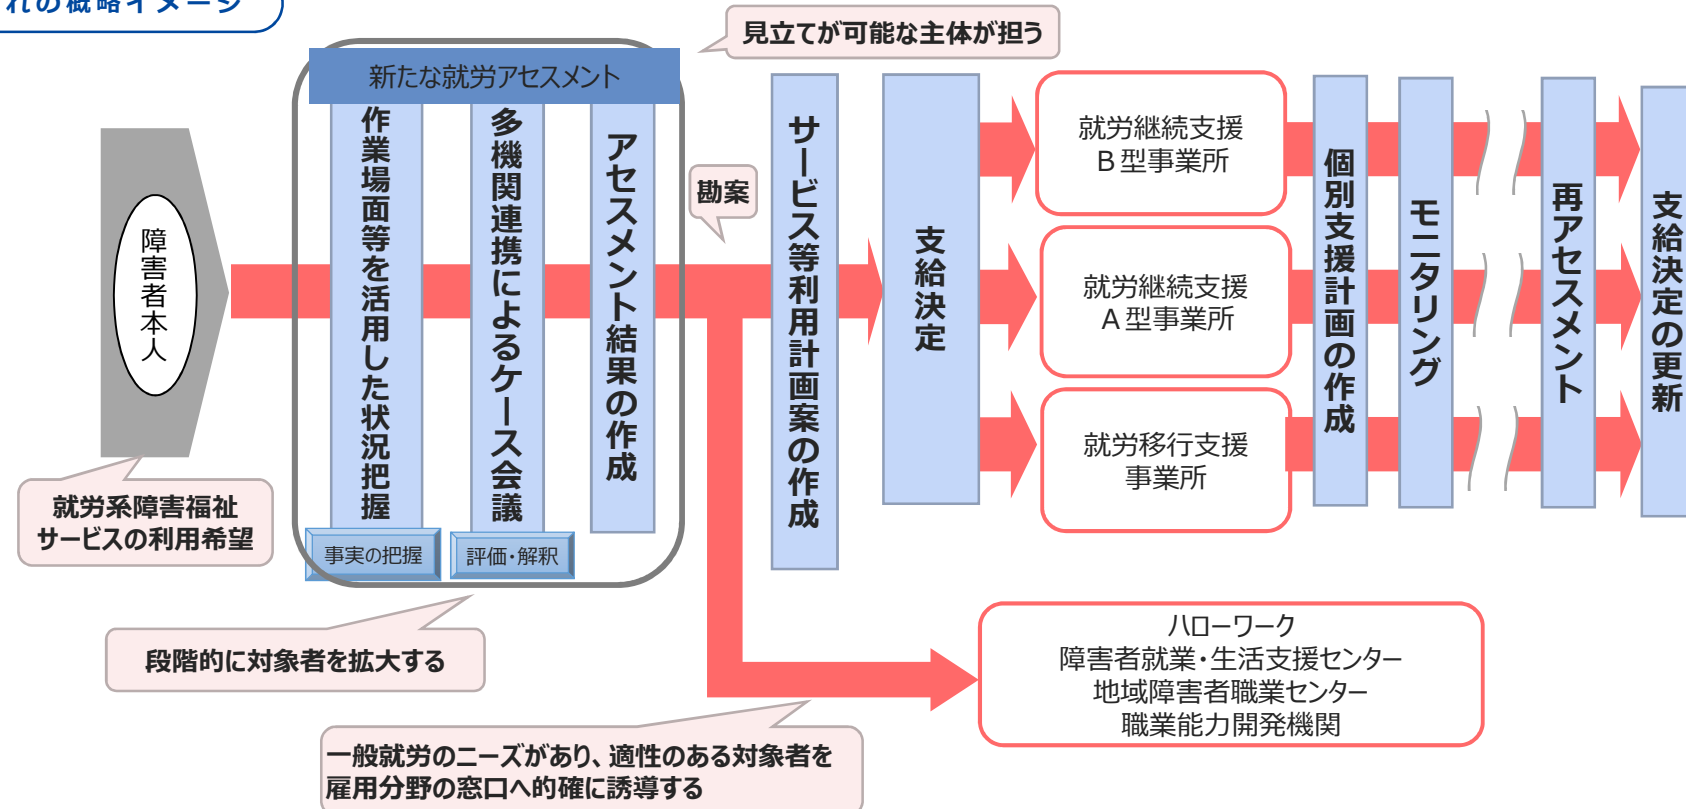 れの概略イメージ
見立てが可能な主体が担う
新たな就労アセスメント
作業場面等を活用した状況把握
多機関連携によるケース会議
アセスメント結果の作成
事実の把握
評価・解釈
障害者本人
就労系障害福祉
サービスの利用希望
段階的に対象者を拡大する
勘案
サービス等利用計画案の作成
支給決定
就労継続支援
B型事業所
就労継続支援
A型事業所
就労移行支援
事業所
個別支援計画の作成
モニタリング
再アセスメント
支給決定の更新
ハローワーク
障害者就業・生活支援センター
地域障害者職業センター
職業能力開発機関
一般就労のニーズがあり、適性のある対象者を
雇用分野の窓口へ的確に誘導する